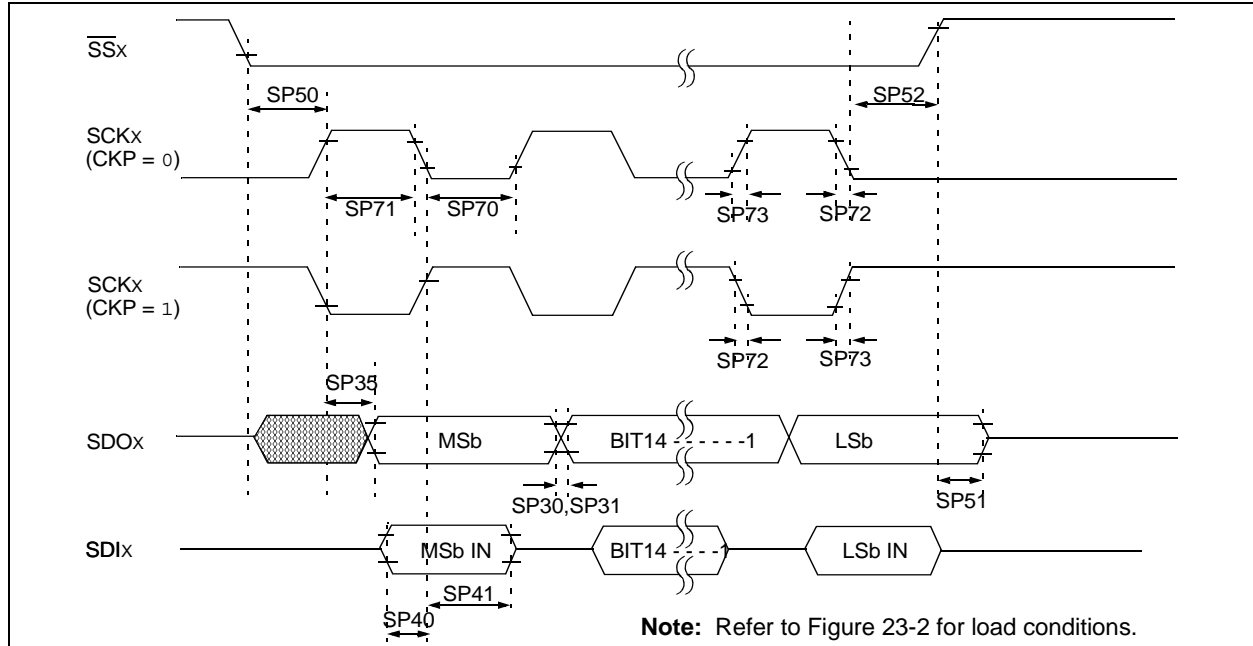 SSX
SP50
SP52
SCKX
(CKP = 0)
SP71
SP70
SP73
SP72
SCKX
(CKP = 1)
SP72
SP73
SP35
SDOX
MSb
BIT14 - - - - - -1
LSb
SP30,SP31
SP51
SDIX
MSb IN
BIT14 - - - -1
LSb IN
SP41
SP40
Note: Refer to Figure 23-2 for load conditions.